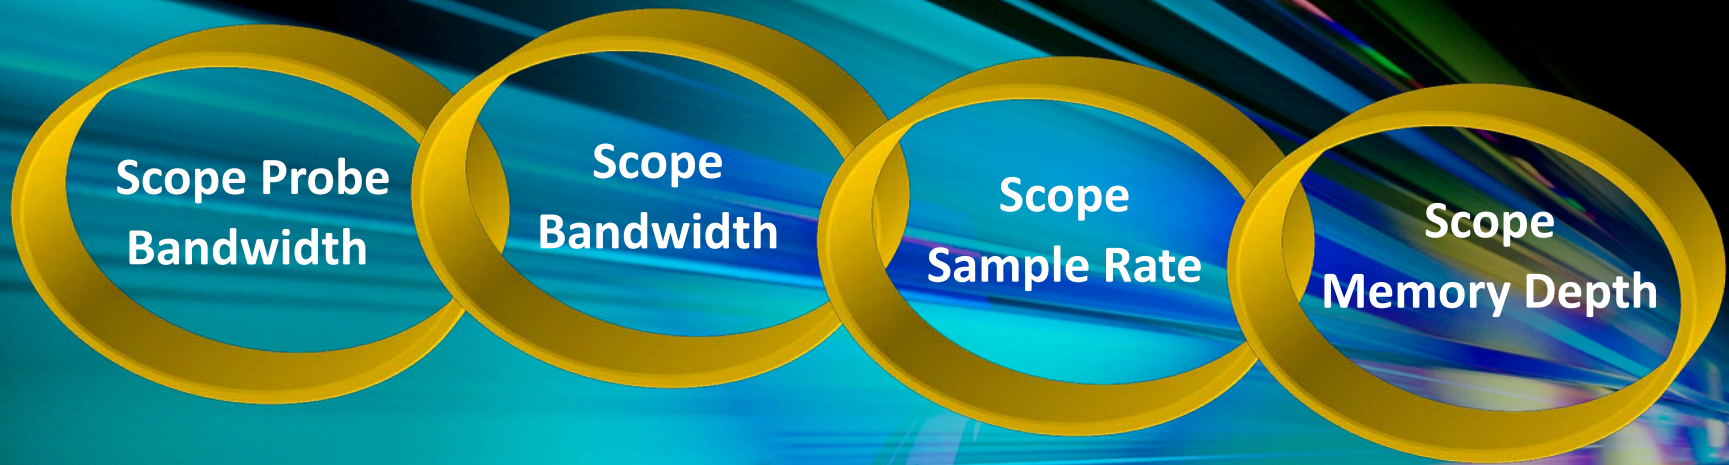 Scope Probe
Bandwidth
Scope
Bandwidth
Scope
Sample Rate
Scope
Memory Depth